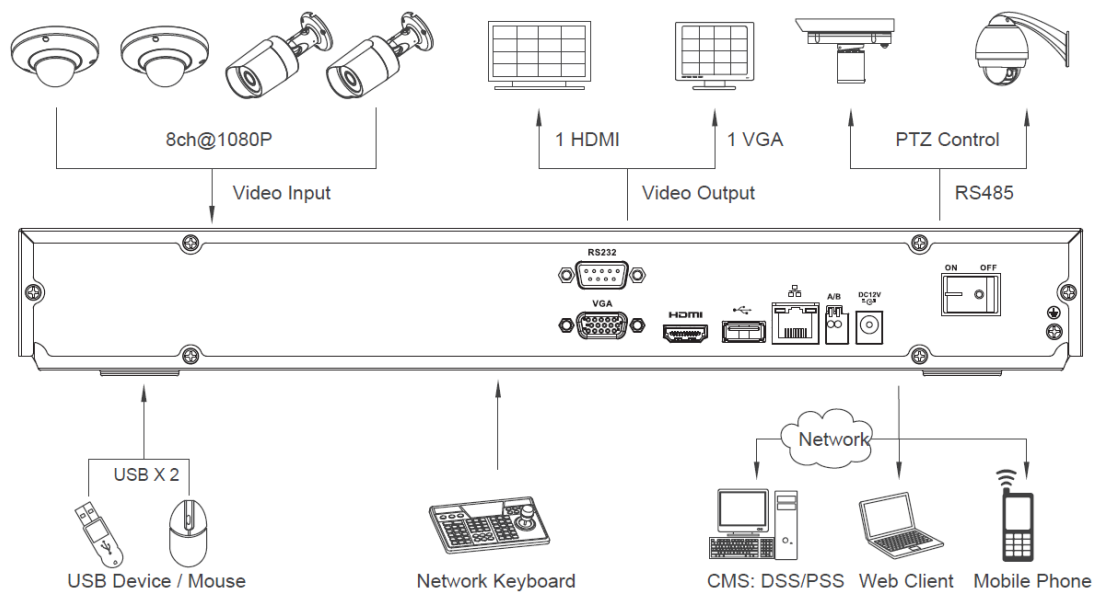 8ch@1080P
1 HDMI
1 VGA
PTZ Control
Video Input
Video Output
RS485
RS232
VGA
HDMI
A/B
DC12V
ON OFF
USB X 2
Network
USB Device / Mouse
Network Keyboard
CMS: DSS/PSS
Web Client
Mobile Phone